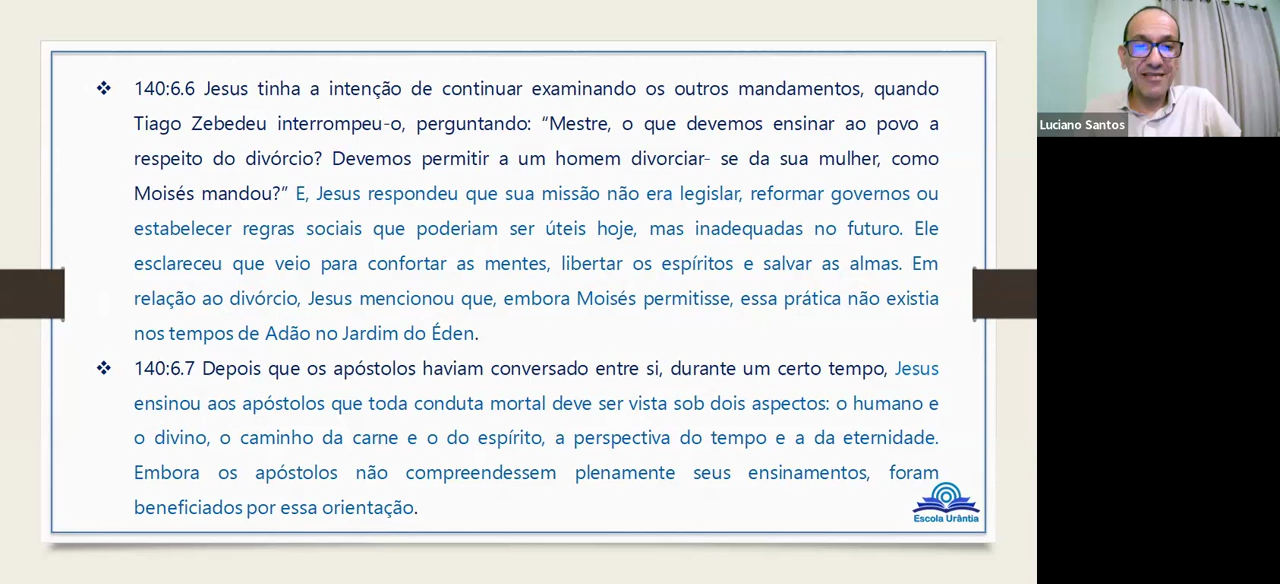 ❖ 140:6.6 Jesus tinha a intenção de continuar examinando os outros mandamentos, quando
Tiago Zebedeu interrompeu-o, perguntando: “Mestre, o que devemos ensinar ao povo a
respeito do divórcio? Devemos permitir a um homem divorciar- se da sua mulher, como
Moisés mandou?” E, Jesus respondeu que sua missão não era legislar, reformar governos ou
estabelecer regras sociais que poderiam ser úteis hoje, mas inadequadas no futuro. Ele
esclareceu que veio para confortar as mentes, libertar os espíritos e salvar as almas. Em
relação ao divórcio, Jesus mencionou que, embora Moisés permitisse, essa prática não existia
nos tempos de Adão no Jardim do Éden.
❖ 140:6.7 Depois que os apóstolos haviam conversado entre si, durante um certo tempo, Jesus
ensinou aos apóstolos que toda conduta mortal deve ser vista sob dois aspectos: o humano e
o divino, o caminho da carne e o do espírito, a perspectiva do tempo e a da eternidade.
Embora os apóstolos não compreendessem plenamente seus ensinamentos, foram
beneficiados por essa orientação.
Escola Urântia
Luciano Santos